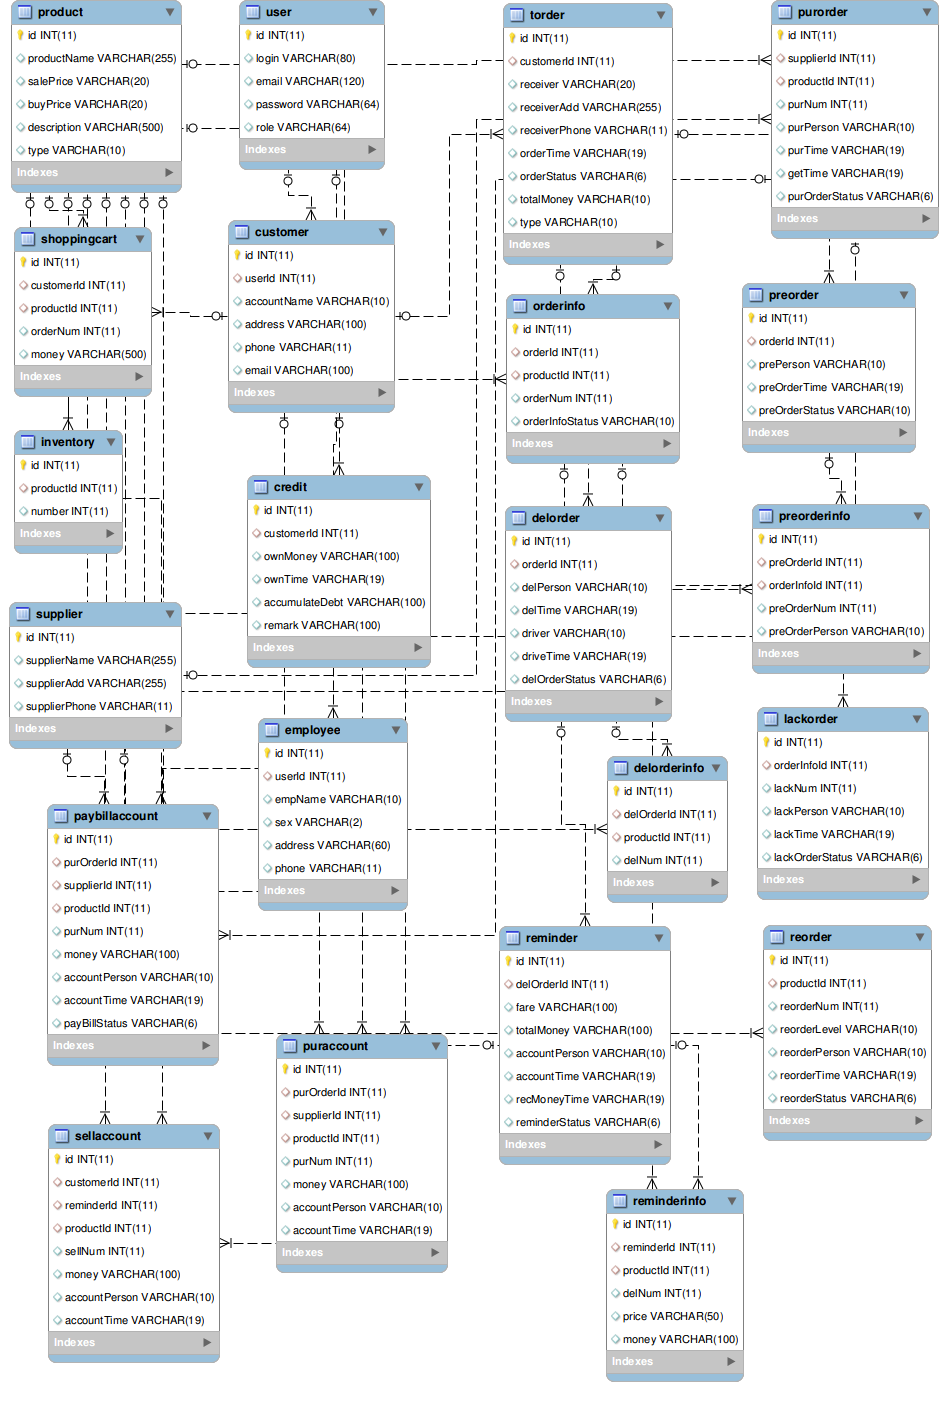 product
id INT(11)
productName VARCHAR(255)
salePrice VARCHAR(20)
buyPrice VARCHAR(20)
description VARCHAR(500)
type VARCHAR(10)
Indexes
user
id INT(11)
login VARCHAR(80)
email VARCHAR(120)
password VARCHAR(64)
role VARCHAR(64)
Indexes
torder
id INT(11)
customerId INT(11)
receiver VARCHAR(20)
receiverAdd VARCHAR(255)
receiverPhone VARCHAR(11)
orderTime VARCHAR(19)
orderStatus VARCHAR(6)
totalMoney VARCHAR(10)
type VARCHAR(10)
Indexes
purorder
id INT(11)
supplierId INT(11)
productId INT(11)
purNum INT(11)
purPerson VARCHAR(10)
purTime VARCHAR(19)
getTime VARCHAR(19)
purOrderStatus VARCHAR(6)
Indexes
shoppingcart
id INT(11)
customerId INT(11)
productId INT(11)
orderNum INT(11)
money VARCHAR(500)
Indexes
customer
id INT(11)
userId INT(11)
accountName VARCHAR(10)
address VARCHAR(100)
phone VARCHAR(11)
email VARCHAR(100)
Indexes
orderinfo
id INT(11)
orderId INT(11)
productId INT(11)
orderNum INT(11)
orderInfoStatus VARCHAR(10)
Indexes
preorder
id INT(11)
orderId INT(11)
prePerson VARCHAR(10)
preOrderTime VARCHAR(19)
preOrderStatus VARCHAR(10)
Indexes
inventory
id INT(11)
productId INT(11)
number INT(11)
Indexes
credit
id INT(11)
customerId INT(11)
ownMoney VARCHAR(100)
ownTime VARCHAR(19)
accumulateDebt VARCHAR(100)
remark VARCHAR(100)
Indexes
delorder
id INT(11)
orderId INT(11)
delPerson VARCHAR(10)
delTime VARCHAR(19)
driver VARCHAR(10)
driveTime VARCHAR(19)
delOrderStatus VARCHAR(6)
Indexes
preorderinfo
id INT(11)
preOrderId INT(11)
orderInfoId INT(11)
preOrderNum INT(11)
preOrderPerson VARCHAR(10)
Indexes
supplier
id INT(11)
supplierName VARCHAR(255)
supplierAdd VARCHAR(255)
supplierPhone VARCHAR(11)
Indexes
employee
id INT(11)
userId INT(11)
empName VARCHAR(10)
sex VARCHAR(2)
address VARCHAR(60)
phone VARCHAR(11)
Indexes
delorderinfo
id INT(11)
delOrderId INT(11)
productId INT(11)
delNum INT(11)
Indexes
lackorder
id INT(11)
orderInfoId INT(11)
lackNum INT(11)
lackPerson VARCHAR(10)
lackTime VARCHAR(19)
lackOrderStatus VARCHAR(6)
Indexes
paybillaccount
id INT(11)
purOrderId INT(11)
supplierId INT(11)
productId INT(11)
purNum INT(11)
money VARCHAR(100)
accountPerson VARCHAR(10)
accountTime VARCHAR(19)
payBillStatus VARCHAR(6)
Indexes
reminder
id INT(11)
delOrderId INT(11)
fare VARCHAR(100)
totalMoney VARCHAR(100)
accountPerson VARCHAR(10)
accountTime VARCHAR(19)
recMoneyTime VARCHAR(19)
reminderStatus VARCHAR(6)
Indexes
reorder
id INT(11)
productId INT(11)
reorderNum INT(11)
reorderLevel VARCHAR(10)
reorderPerson VARCHAR(10)
reorderTime VARCHAR(19)
reorderStatus VARCHAR(6)
Indexes
puraccount
id INT(11)
purOrderId INT(11)
supplierId INT(11)
productId INT(11)
purNum INT(11)
money VARCHAR(100)
accountPerson VARCHAR(10)
accountTime VARCHAR(19)
Indexes
sellaccount
id INT(11)
customerId INT(11)
reminderId INT(11)
productId INT(11)
sellNum INT(11)
money VARCHAR(100)
accountPerson VARCHAR(10)
accountTime VARCHAR(19)
Indexes
reminderinfo
id INT(11)
reminderId INT(11)
productId INT(11)
delNum INT(11)
price VARCHAR(50)
money VARCHAR(100)
Indexes